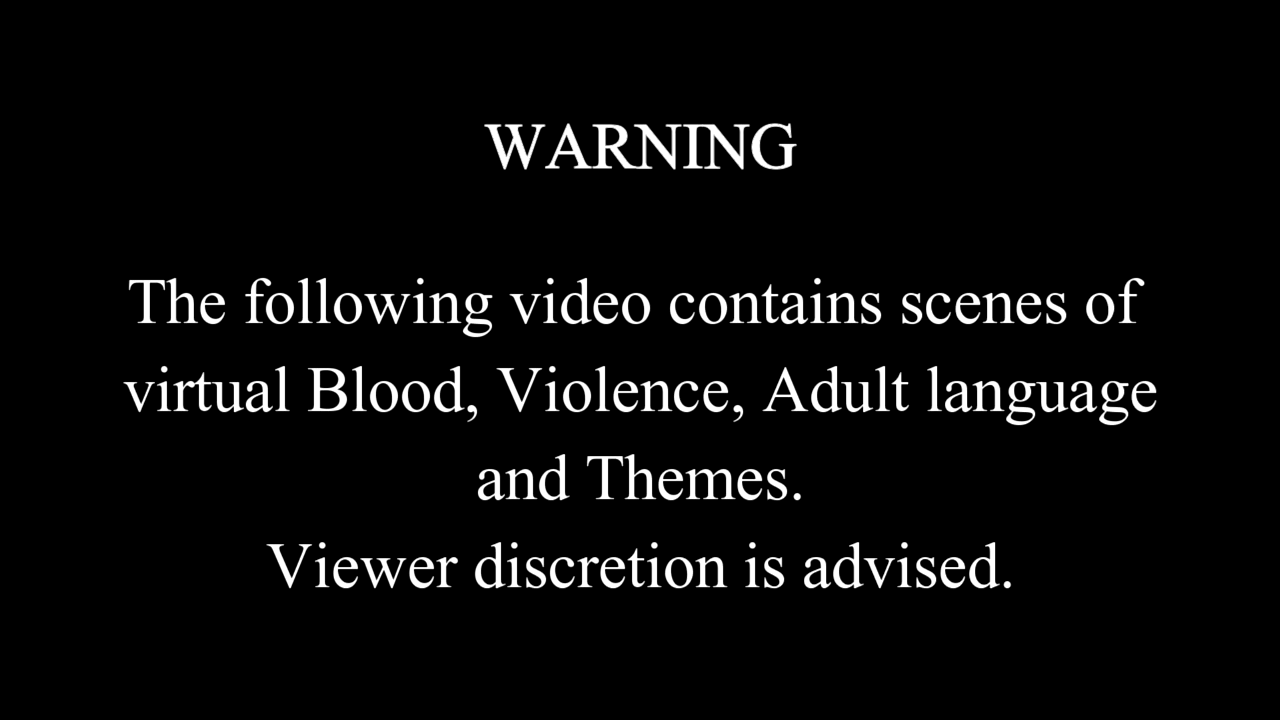 WARNING
The following video contains scenes of
virtual Blood, Violence, Adult language
and Themes.
Viewer discretion is advised.